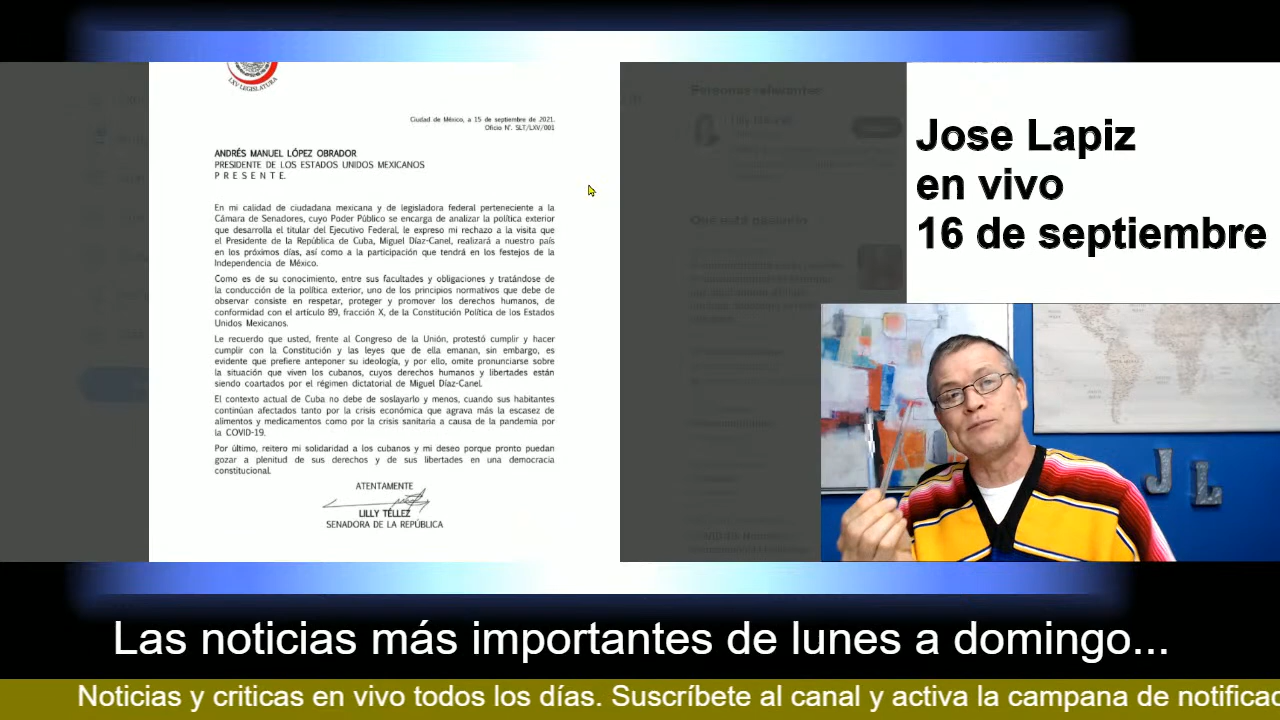 LXV LEGISLATURA
Ciudad de México, a 15 de septiembre de 2021.
Oficio N°. SLT/LXV/001
ANDRÉS MANUEL LÓPEZ OBRADOR
PRESIDENTE DE LOS ESTADOS UNIDOS MEXICANOS
P R E S E N T E.
En mi calidad de ciudadana mexicana y de legisladora federal perteneciente a la
Cámara de Senadores, cuyo Poder Público se encarga de analizar la política exterior
que desarrolla el titular del Ejecutivo Federal, le expreso mi rechazo a la visita que
el Presidente de la República de Cuba, Miguel Díaz-Canel, realizará a nuestro país
en los próximos días, así como a la participación que tendrá en los festejos de la
Independencia de México.
Como es de su conocimiento, entre sus facultades y obligaciones y tratándose de
la conducción de la política exterior, uno de los principios normativos que debe de
observar consiste en respetar, proteger y promover los derechos humanos, de
conformidad con el artículo 89, fracción X, de la Constitución Política de los Estados
Unidos Mexicanos.
Le recuerdo que usted, frente al Congreso de la Unión, protestó cumplir y hacer
cumplir con la Constitución y las leyes que de ella emanan, sin embargo, es
evidente que prefiere anteponer su ideología, y por ello, omite pronunciarse sobre
la situación que viven los cubanos, cuyos derechos humanos y libertades están
siendo coartados por el régimen dictatorial de Miguel Díaz-Canel.
El contexto actual de Cuba no debe de soslayarlo y menos, cuando sus habitantes
continúan afectados tanto por la crisis económica que agrava más la escasez de
alimentos y medicamentos como por la crisis sanitaria a causa de la pandemia por
la COVID-19.
Por último, reitero mi solidaridad a los cubanos y mi deseo porque pronto puedan
gozar a plenitud de sus derechos y de sus libertades en una democracia
constitucional.
ATENTAMENTE
LILLY TÉLLEZ
SENADORA DE LA REPÚBLICA
Personas relevantes
Qué está pasando
Jose Lapiz
en vivo
16 de septiembre
JL
Las noticias más importantes de lunes a domingo...
Noticias y criticas en vivo todos los días. Suscríbete al canal y activa la campana de notificac